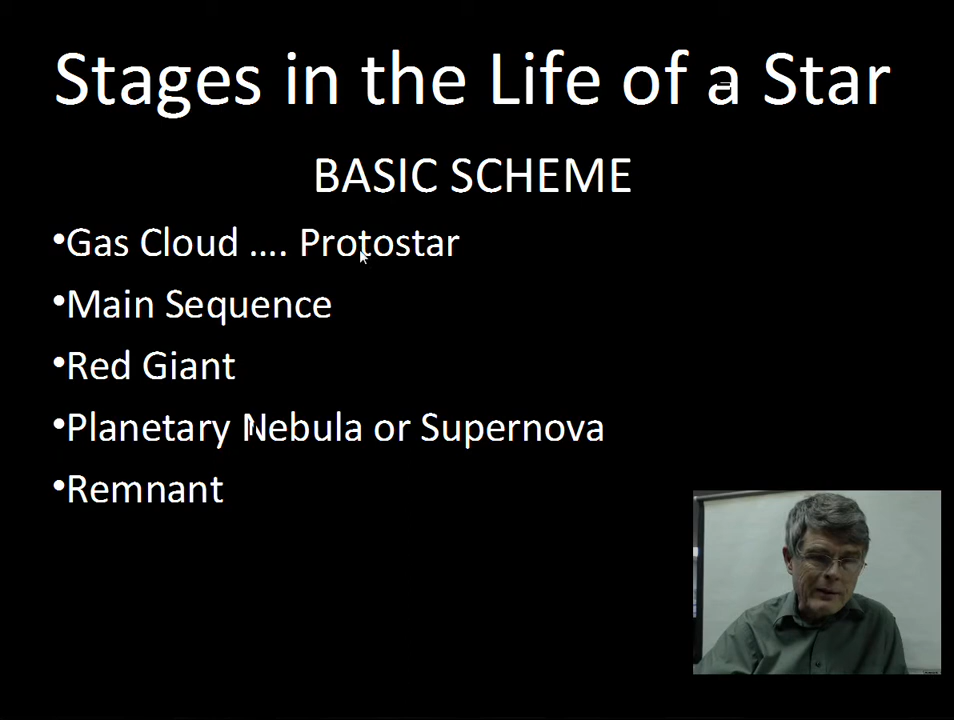 Stages in the Life of a Star
BASIC SCHEME
•Gas Cloud .... Protostar
•Main Sequence
•Red Giant
•Planetary Nebula or Supernova
•Remnant